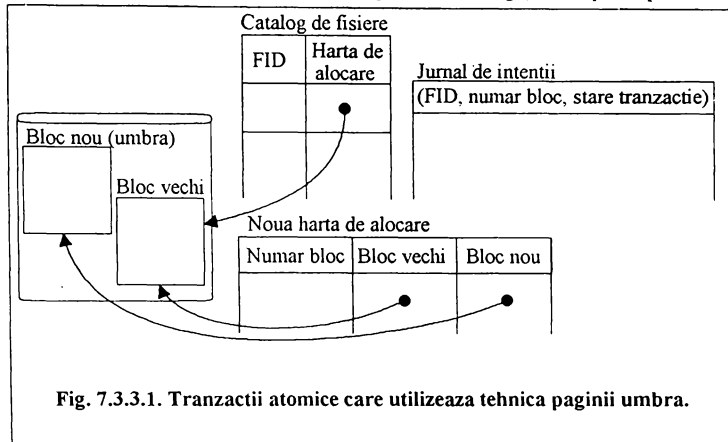 Catalog de fisiere
FID
Harta de
alocare
Jurnal de intentii
(FID, numar bloc, stare tranzactie)
Bloc nou (umbra)
Bloc vechi
Noua harta de alocare
Numar bloc
Bloc vechi
Bloc nou
Fig. 7.3.3.1. Tranzactii atomice care utilizeaza tehnica paginii umbra.